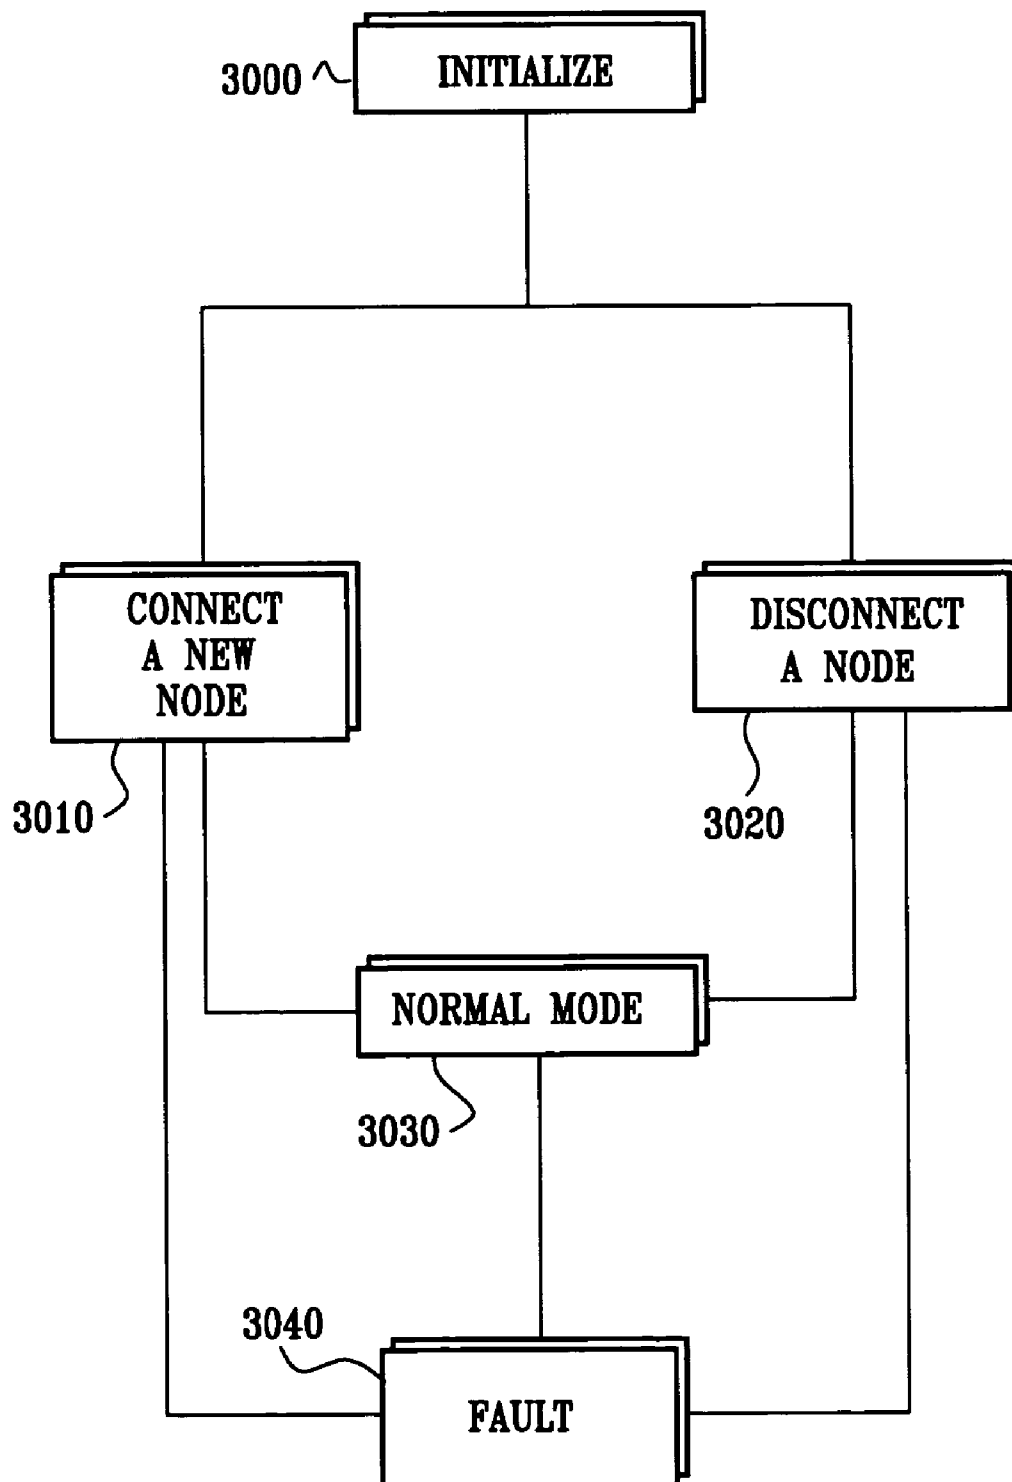 3000
INITIALIZE
CONNECT
A NEW
NODE
3010
DISCONNECT
A NODE
3020
NORMAL MODE
3030
3040
FAULT